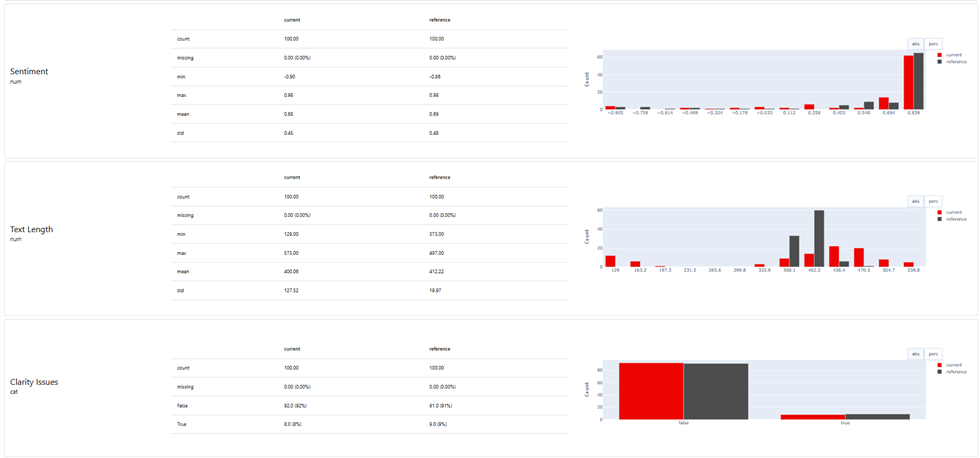 current reference
count 100.00 100.00
missing 0.00 (0.00%) 0.00 (0.00%)
Sentiment
num
min -0.90 -0.86
max 0.98 0.98
mean 0.68 0.69
std 0.45 0.48
abs perc
current
reference
Count
60
40
20
0
−0.905 −0.759 −0.614 −0.469 −0.324 −0.178 −0.033 0.112 0.258 0.403 0.548 0.694 0.839
current reference
count 100.00 100.00
missing 0.00 (0.00%) 0.00 (0.00%)
Text Length
num
min 129.00 373.00
max 573.00 497.00
mean 400.06 412.22
std 127.52 19.97
abs perc
current
reference
Count
60
40
20
0
129 163.2 197.3 231.5 265.6 299.8 333.9 368.1 402.2 436.4 470.5 504.7 538.8
current reference
count 100.00 100.00
missing 0.00 (0.00%) 0.00 (0.00%)
Clarity Issues
cat
False 92.0 (92%) 91.0 (91%)
True 8.0 (8%) 9.0 (9%)
abs perc
current
reference
Count
80
60
40
20
0
false true